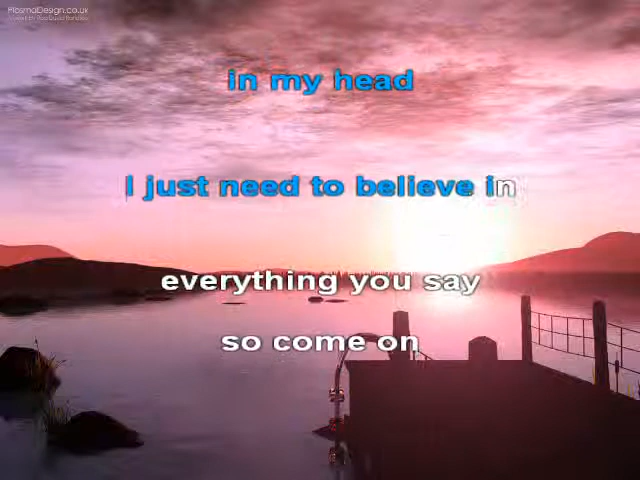 PlasmaDesign.co.uk
in my head
I just need to believe in
everything you say
so come on